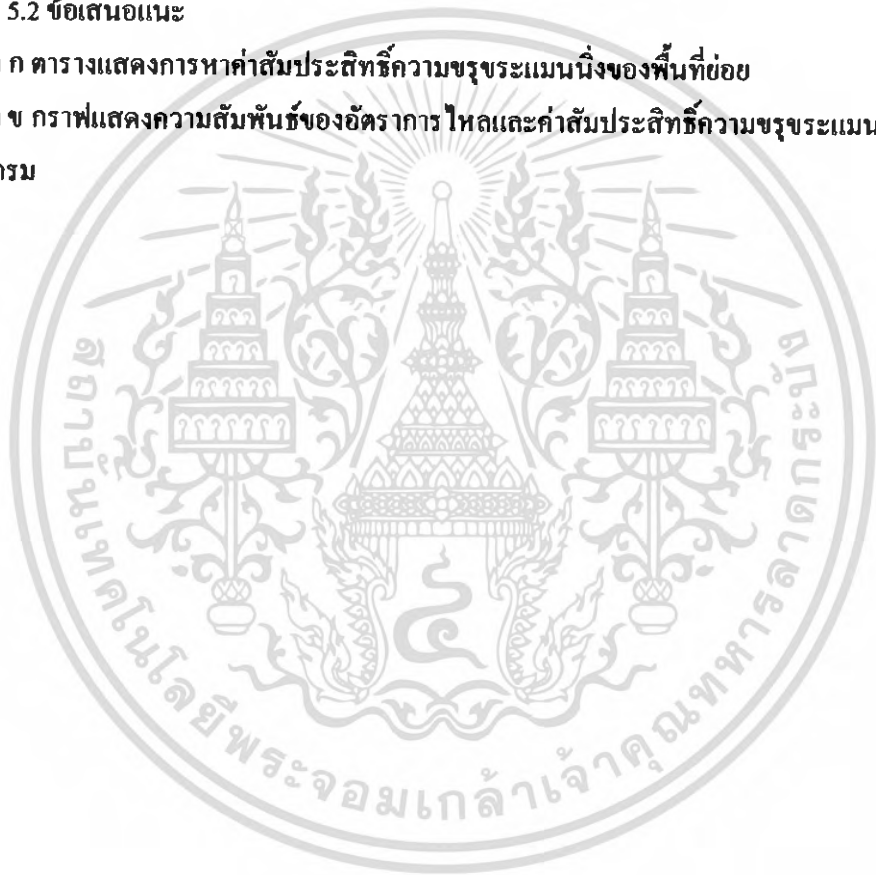 5.2 ข้อเสนอแนะ
ก ตารางแสดงการหาค่าสัมประสิทธิ์ความขรุขระแมนนิ่งของพื้นที่ย่อย
ข กราฟแสดงความสัมพันธ์ของอัตราการไหลและค่าสัมประสิทธิ์ความขรุขระแมน
รม
สถาบันเทคโนโลยีพระจอมเกล้าเจ้าคุณทหารลาดกระบัง